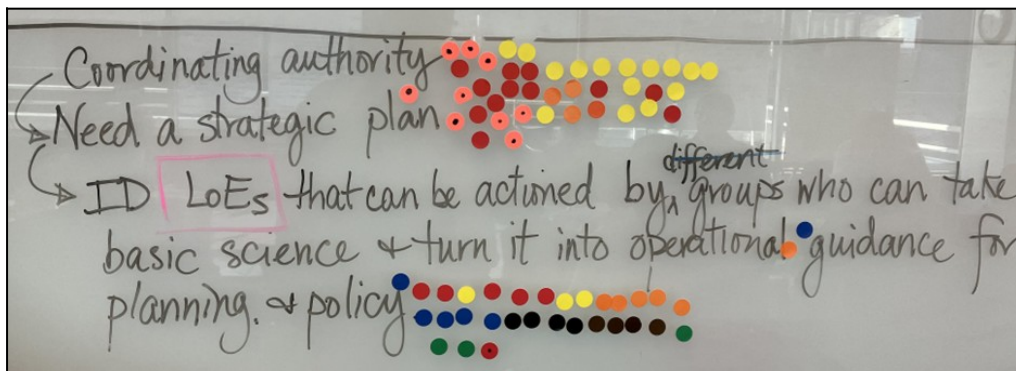 Coordinating authority
Need a strategic plan
ID LoEs that can be actioned by different groups who can take
basic science & turn it into operational guidance for
planning. & policy